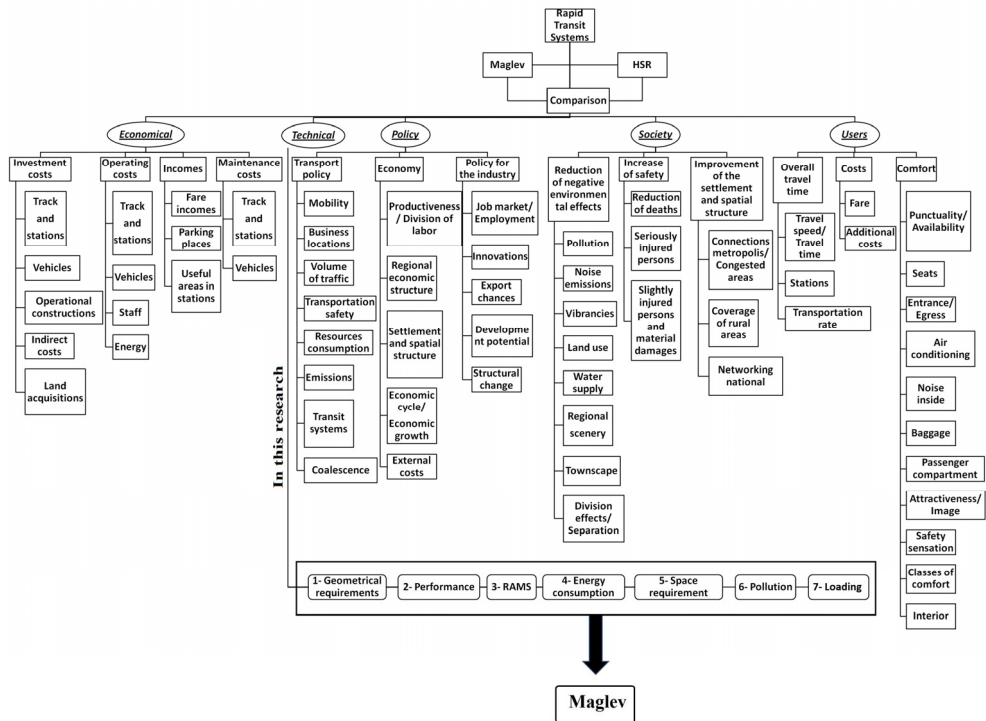 Rapid
Transit
Systems
Maglev
HSR
Comparison
Economical
Technical
Policy
Society
Users
Investment
costs
Track
and
stations
Vehicles
Operational
constructions
Indirect
costs
Land
acquisitions
Operating
costs
Track
and
stations
Vehicles
Staff
Energy
Incomes
Fare
incomes
Parking
places
Useful
areas in
stations
Maintenance
costs
Track
and
stations
Vehicles
Transport
policy
Mobility
Business
locations
Volume
of traffic
Transportation
safety
Resources
consumption
Emissions
Transit
systems
Coalescence
Economy
Productiveness
/ Division of
labor
Regional
economic
structure
Settlement
and spatial
structure
Economic
cycle/
Economic
growth
External
costs
Policy for
the industry
Job market/
Employment
Innovations
Export
chances
Developme
nt potential
Structural
change
Reduction
of negative
environmen
tal effects
Pollution
Noise
emissions
Vibrancies
Land use
Water
supply
Regional
scenery
Townscape
Division
effects/
Separation
Increase
of safety
Reduction
of deaths
Seriously
injured
persons
Slightly
injured
persons
and
material
damages
Improvement
of the
settlement
and spatial
structure
Connections
metropolis/
Congested
areas
Coverage
of rural
areas
Networking
national
Overall
travel
time
Travel
speed/
Travel
time
Stations
Transportation
rate
Costs
Fare
Additional
costs
Comfort
Punctuality/
Availability
Seats
Entrance/
Egress
Air
conditioning
Noise
inside
Baggage
Passenger
compartment
Attractiveness/
Image
Safety
sensation
Classes of
comfort
Interior
In this research
1- Geometrical
requirements
2- Performance
3- RAMS
4- Energy
consumption
5- Space
requirement
6- Pollution
7- Loading
Maglev